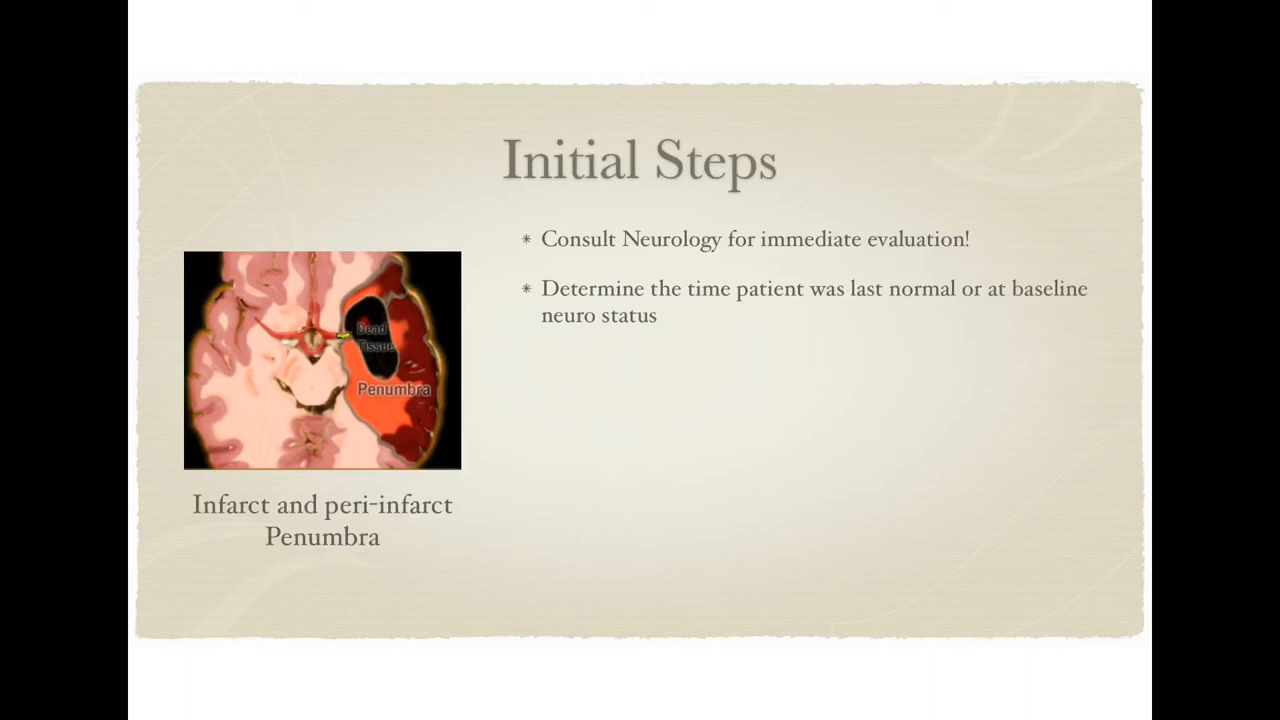 Initial Steps
* Consult Neurology for immediate evaluation!
* Determine the time patient was last normal or at baseline
neuro status
Dead
Tissue
Penumbra
Infarct and peri-infarct
Penumbra